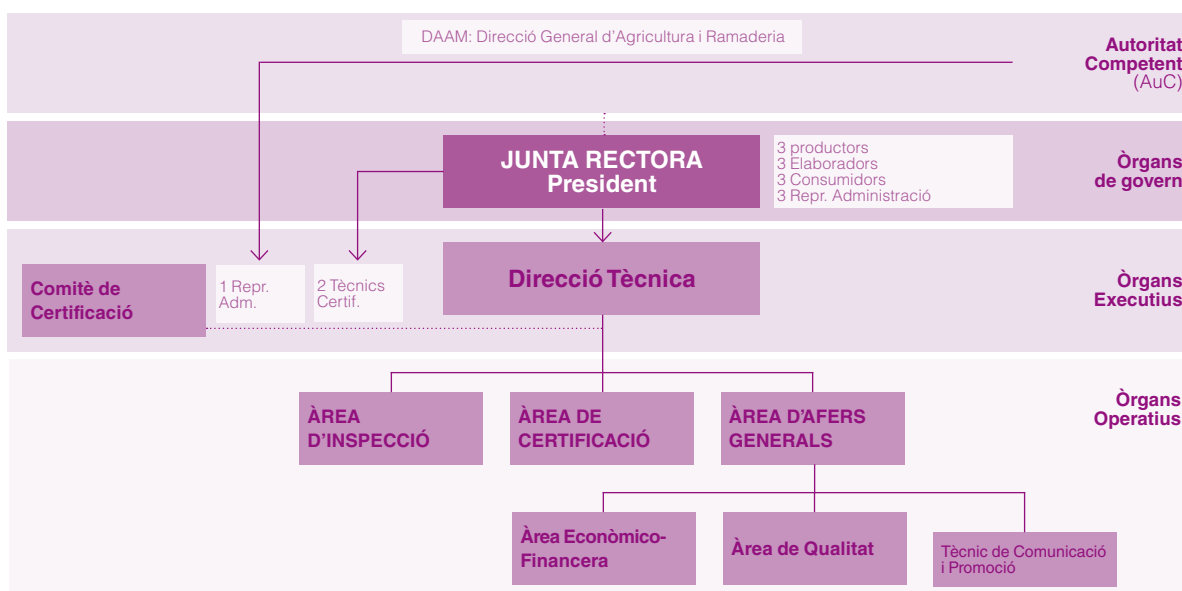 DAAM: Direcció General d'Agricultura i Ramaderia
Autoritat
Competent
(AuC)
JUNTA RECTORA
President
3 productors
3 Elaboradors
3 Consumidors
3 Repr. Administració
Òrgans
de govern
Comitè de
Certificació
1 Repr.
Adm.
2 Tècnics
Certif.
Direcció Tècnica
Òrgans
Executius
ÀREA
D'INSPECCIÓ
ÀREA DE
CERTIFICACIÓ
ÀREA D'AFERS
GENERALS
Òrgans
Operatius
Àrea Econòmico-
Financera
Àrea de Qualitat
Tècnic de Comunicació
i Promoció